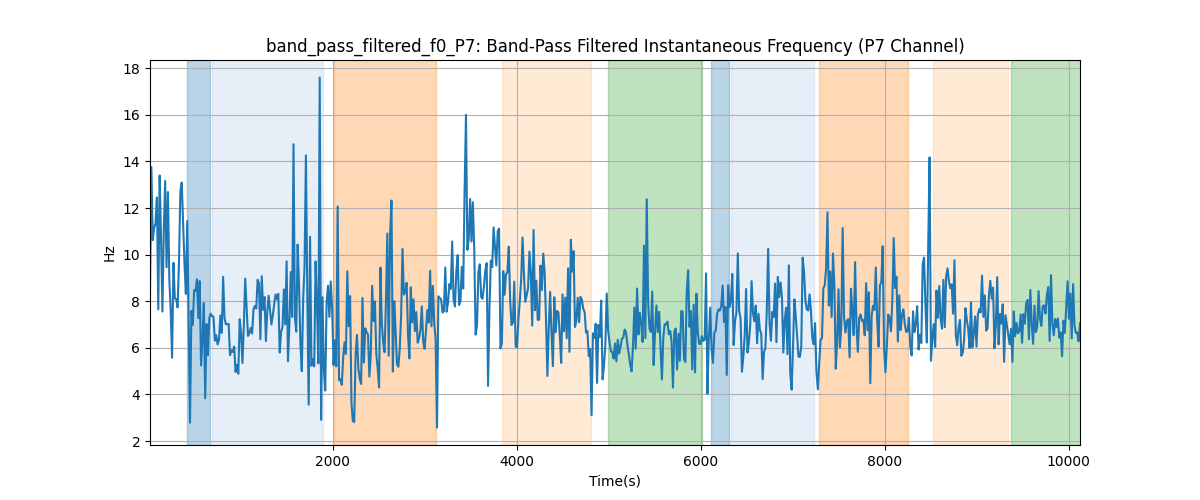 band_pass_filtered_f0_P7: Band-Pass Filtered Instantaneous Frequency (P7 Channel)
18
16
14
12
10
8
6
4
2
Hz
2000 4000 6000 8000 10000
Time(s)